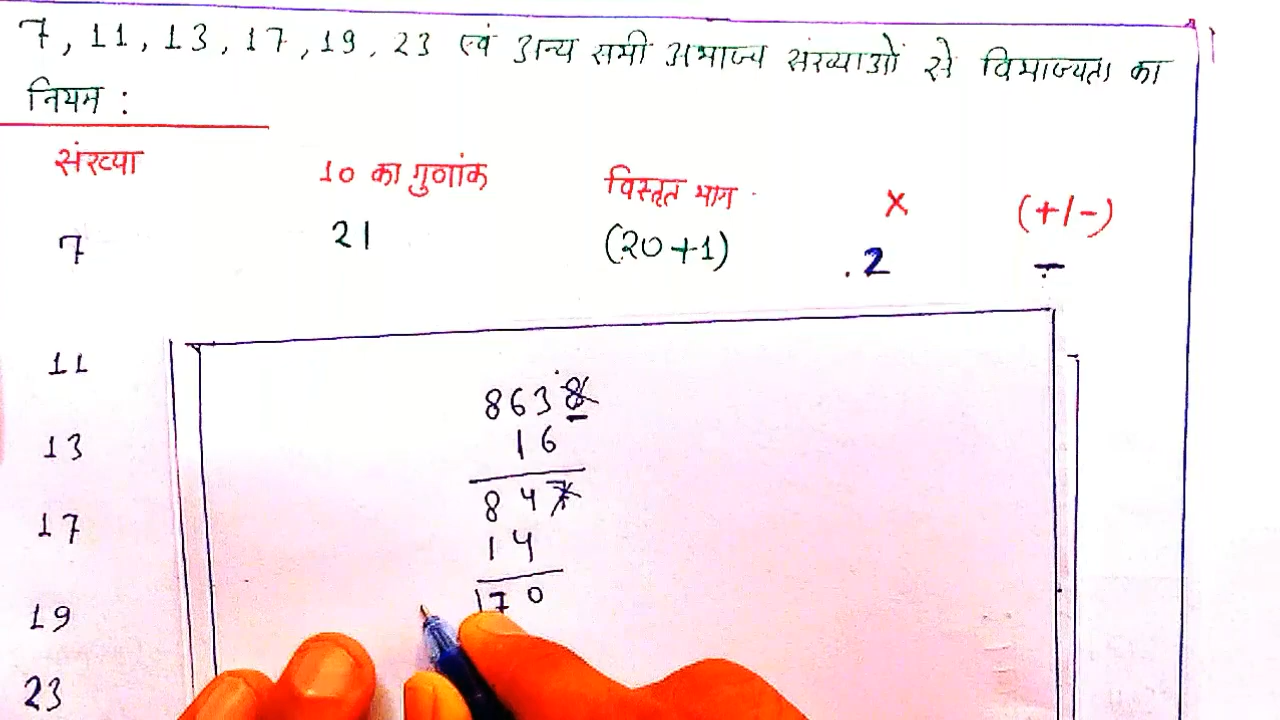 7, 11, 13, 17, 19, 23 एवं अन्य सभी अभाज्य संख्याओं से विभाज्यता का
नियम :
संख्या 10 का गुणांक विस्तृत भाग X (+/-)
7 21 (20+1) .2 -
11
13
17
19
23
8638
16
847
14
170